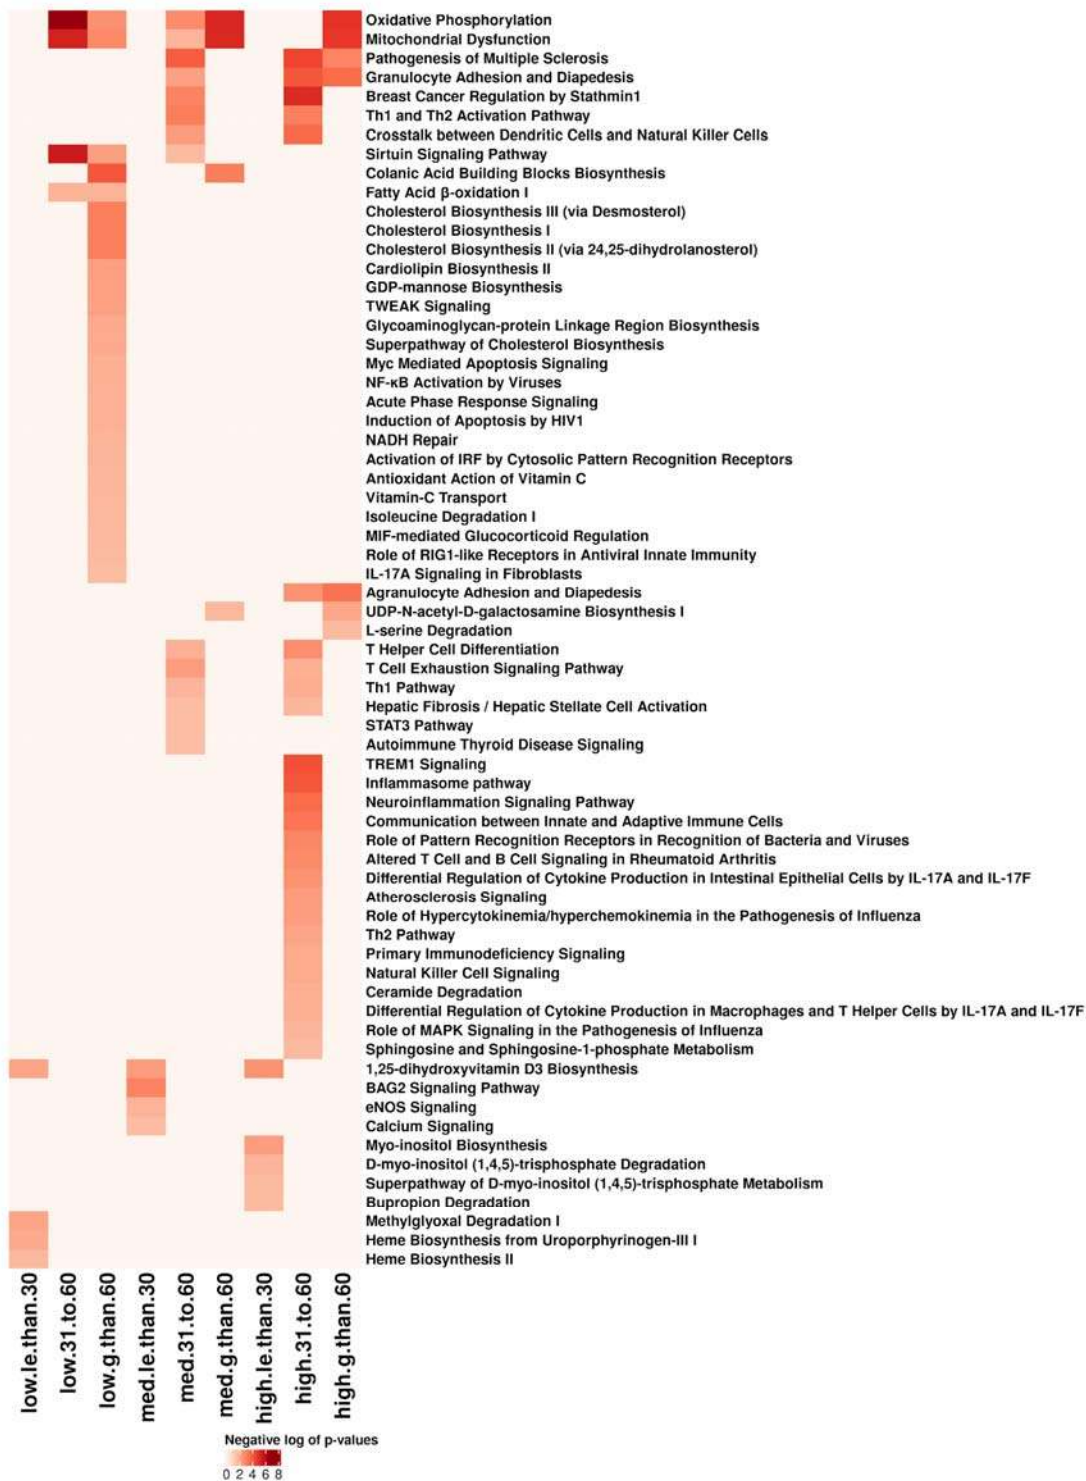 Oxidative Phosphorylation
Mitochondrial Dysfunction
Pathogenesis of Multiple Sclerosis
Granulocyte Adhesion and Diapedesis
Breast Cancer Regulation by Stathmin1
Th1 and Th2 Activation Pathway
Crosstalk between Dendritic Cells and Natural Killer Cells
Sirtuin Signaling Pathway
Colanic Acid Building Blocks Biosynthesis
Fatty Acid β-oxidation I
Cholesterol Biosynthesis III (via Desmosterol)
Cholesterol Biosynthesis I
Cholesterol Biosynthesis II (via 24,25-dihydrolanosterol)
Cardiolipin Biosynthesis II
GDP-mannose Biosynthesis
TWEAK Signaling
Glycoaminoglycan-protein Linkage Region Biosynthesis
Superpathway of Cholesterol Biosynthesis
Myc Mediated Apoptosis Signaling
NF-κB Activation by Viruses
Acute Phase Response Signaling
Induction of Apoptosis by HIV1
NADH Repair
Activation of IRF by Cytosolic Pattern Recognition Receptors
Antioxidant Action of Vitamin C
Vitamin-C Transport
Isoleucine Degradation I
MIF-mediated Glucocorticoid Regulation
Role of RIG1-like Receptors in Antiviral Innate Immunity
IL-17A Signaling in Fibroblasts
Agranulocyte Adhesion and Diapedesis
UDP-N-acetyl-D-galactosamine Biosynthesis I
L-serine Degradation
T Helper Cell Differentiation
T Cell Exhaustion Signaling Pathway
Th1 Pathway
Hepatic Fibrosis / Hepatic Stellate Cell Activation
STAT3 Pathway
Autoimmune Thyroid Disease Signaling
TREM1 Signaling
Inflammasome pathway
Neuroinflammation Signaling Pathway
Communication between Innate and Adaptive Immune Cells
Role of Pattern Recognition Receptors in Recognition of Bacteria and Viruses
Altered T Cell and B Cell Signaling in Rheumatoid Arthritis
Differential Regulation of Cytokine Production in Intestinal Epithelial Cells by IL-17A and IL-17F
Atherosclerosis Signaling
Role of Hypercytokinemia/hyperchemokinemia in the Pathogenesis of Influenza
Th2 Pathway
Primary Immunodeficiency Signaling
Natural Killer Cell Signaling
Ceramide Degradation
Differential Regulation of Cytokine Production in Macrophages and T Helper Cells by IL-17A and IL-17F
Role of MAPK Signaling in the Pathogenesis of Influenza
Sphingosine and Sphingosine-1-phosphate Metabolism
1,25-dihydroxyvitamin D3 Biosynthesis
BAG2 Signaling Pathway
eNOS Signaling
Calcium Signaling
Myo-inositol Biosynthesis
D-myo-inositol (1,4,5)-trisphosphate Degradation
Superpathway of D-myo-inositol (1,4,5)-trisphosphate Metabolism
Bupropion Degradation
Methylglyoxal Degradation I
Heme Biosynthesis from Uroporphyrinogen-III I
Heme Biosynthesis II
low.le.than.30
low.31.to.60
low.g.than.60
med.le.than.30
med.31.to.60
med.g.than.60
high.le.than.30
high.31.to.60
high.g.than.60
Negative log of p-values
0 2 4 6 8